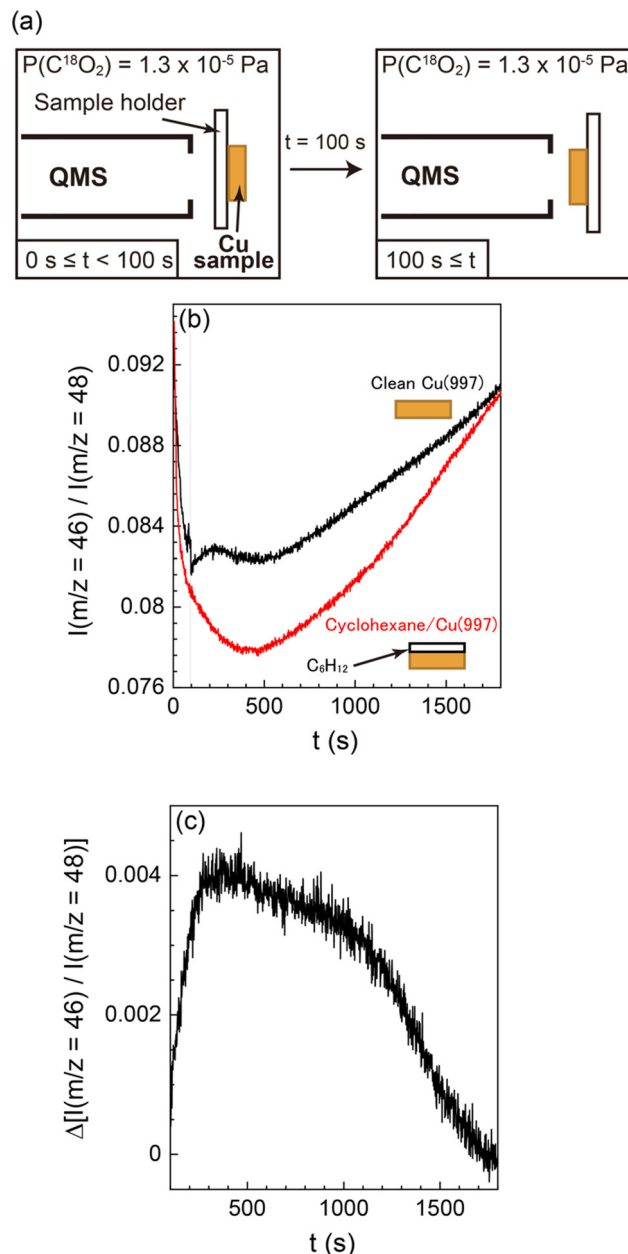 (a)
P(C¹⁸O₂) = 1.3 x 10⁻⁵ Pa
Sample holder
QMS
Cu
sample
0 s ≤ t < 100 s
t = 100 s
P(C¹⁸O₂) = 1.3 x 10⁻⁵ Pa
QMS
100 s ≤ t
(b)
I(m/z = 46) / I(m/z = 48)
0.092
0.088
0.084
0.08
0.076
Clean Cu(997)
Cyclohexane/Cu(997)
C₆H₁₂
0 500 1000 1500
t (s)
(c)
Δ[I(m/z = 46) / I(m/z = 48)]
0.004
0.002
0
500 1000 1500
t (s)